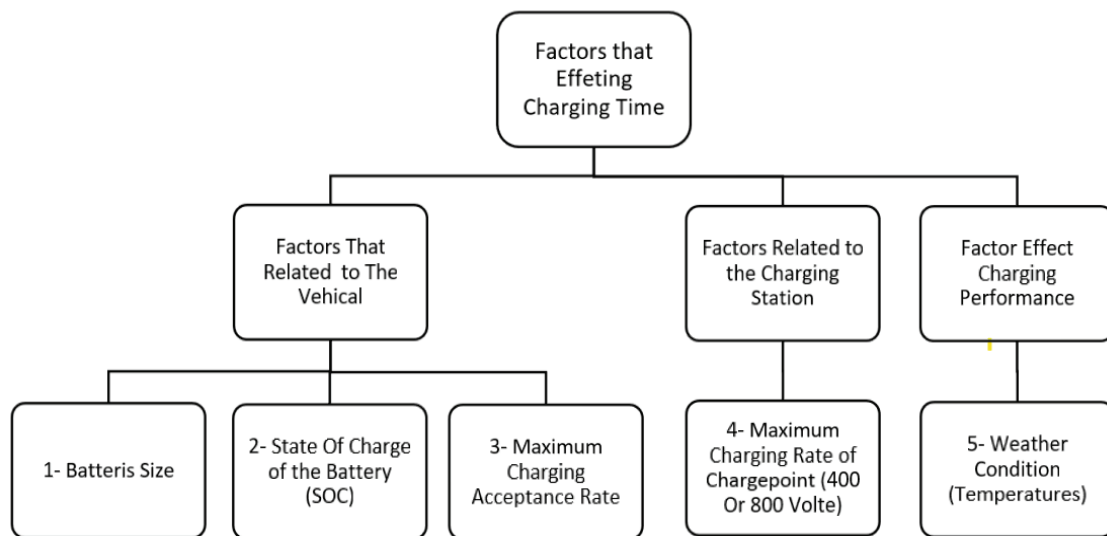 Factors that
Effeting
Charging Time
Factors That
Related to The
Vehical
Factors Related to
the Charging
Station
Factor Effect
Charging
Performance
1- Batteris Size
2- State Of Charge
of the Battery
(SOC)
3- Maximum
Charging
Acceptance Rate
4- Maximum
Charging Rate of
Chargepoint (400
Or 800 Volte)
5- Weather
Condition
(Temperatures)